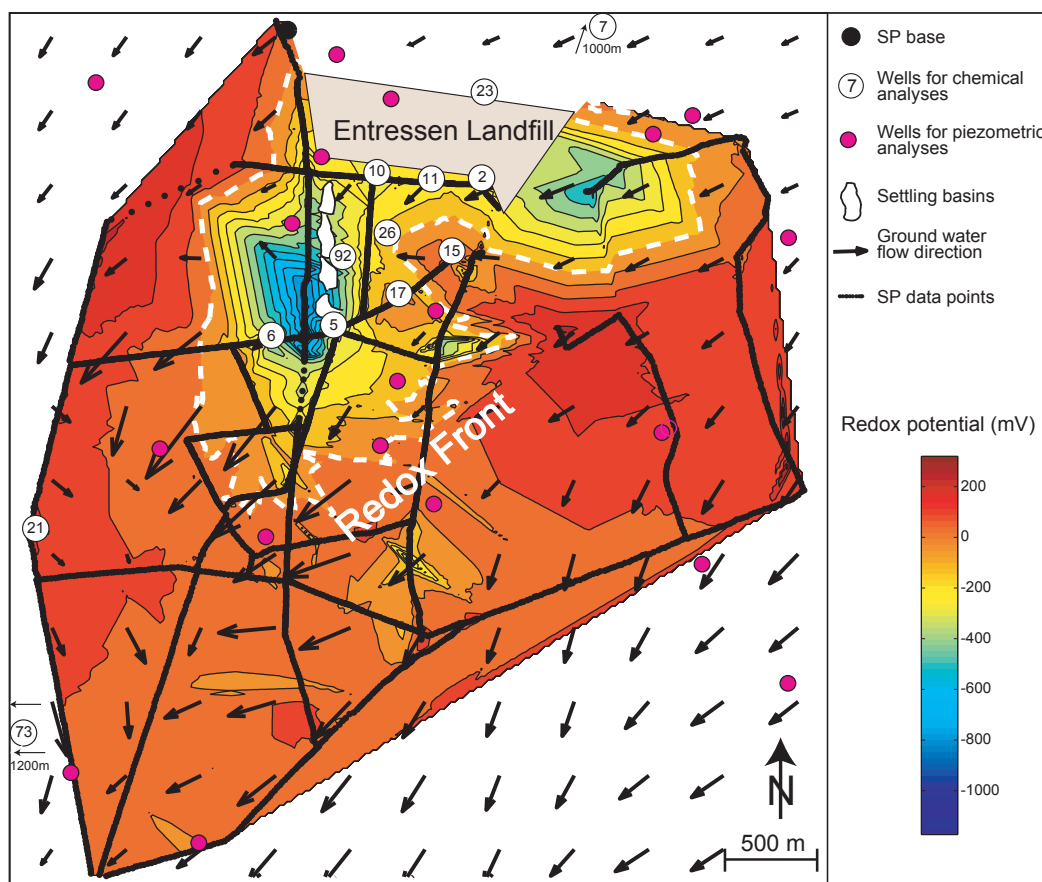 7
1000m
23
Entressen Landfill
10
11
2
26
92
15
17
5
6
Redox Front
21
73
1200m
N
500 m
SP base
7
Wells for chemical
analyses
Wells for piezometric
analyses
Settling basins
Ground water
flow direction
SP data points
Redox potential (mV)
200
0
-200
-400
-600
-800
-1000